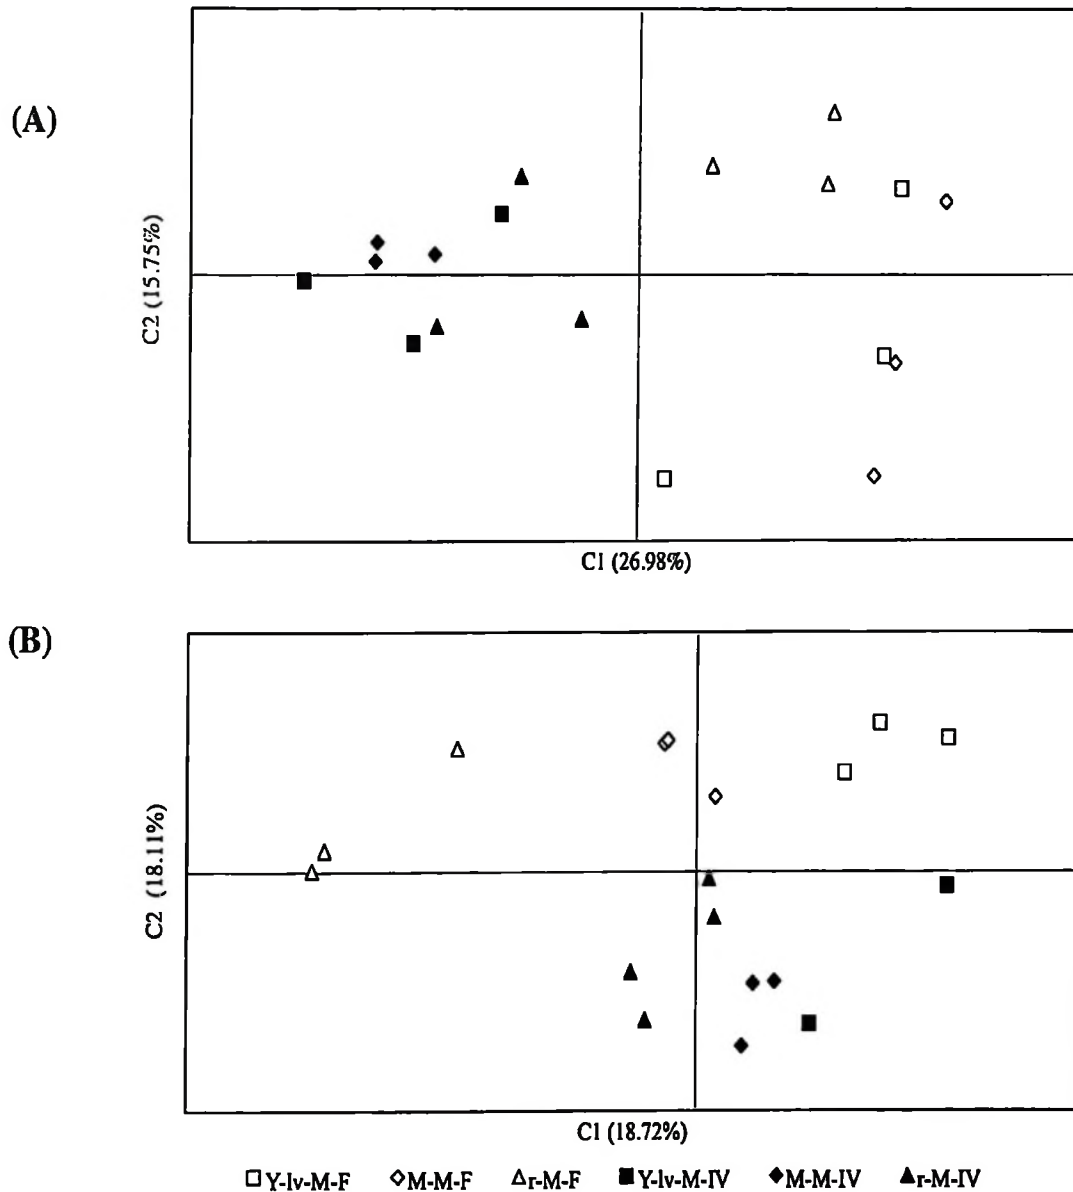 (A)
C2 (15.75%)
C1 (26.98%)
(B)
C2 (18.11%)
C1 (18.72%)
Y-lv-M-F M-M-F r-M-F Y-lv-M-IV M-M-IV r-M-IV